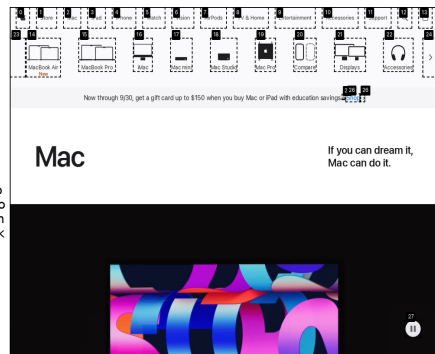 Store Mac iPad iPhone Watch Vision AirPods TV & Home Entertainment Accessories Support
MacBook Air MacBook Pro iMac Mac mini Mac Studio Mac Pro Compare Displays Accessories
New
Now through 9/30, get a gift card up to $150 when you buy Mac or iPad with education savings.
Mac
If you can dream it,
Mac can do it.
27